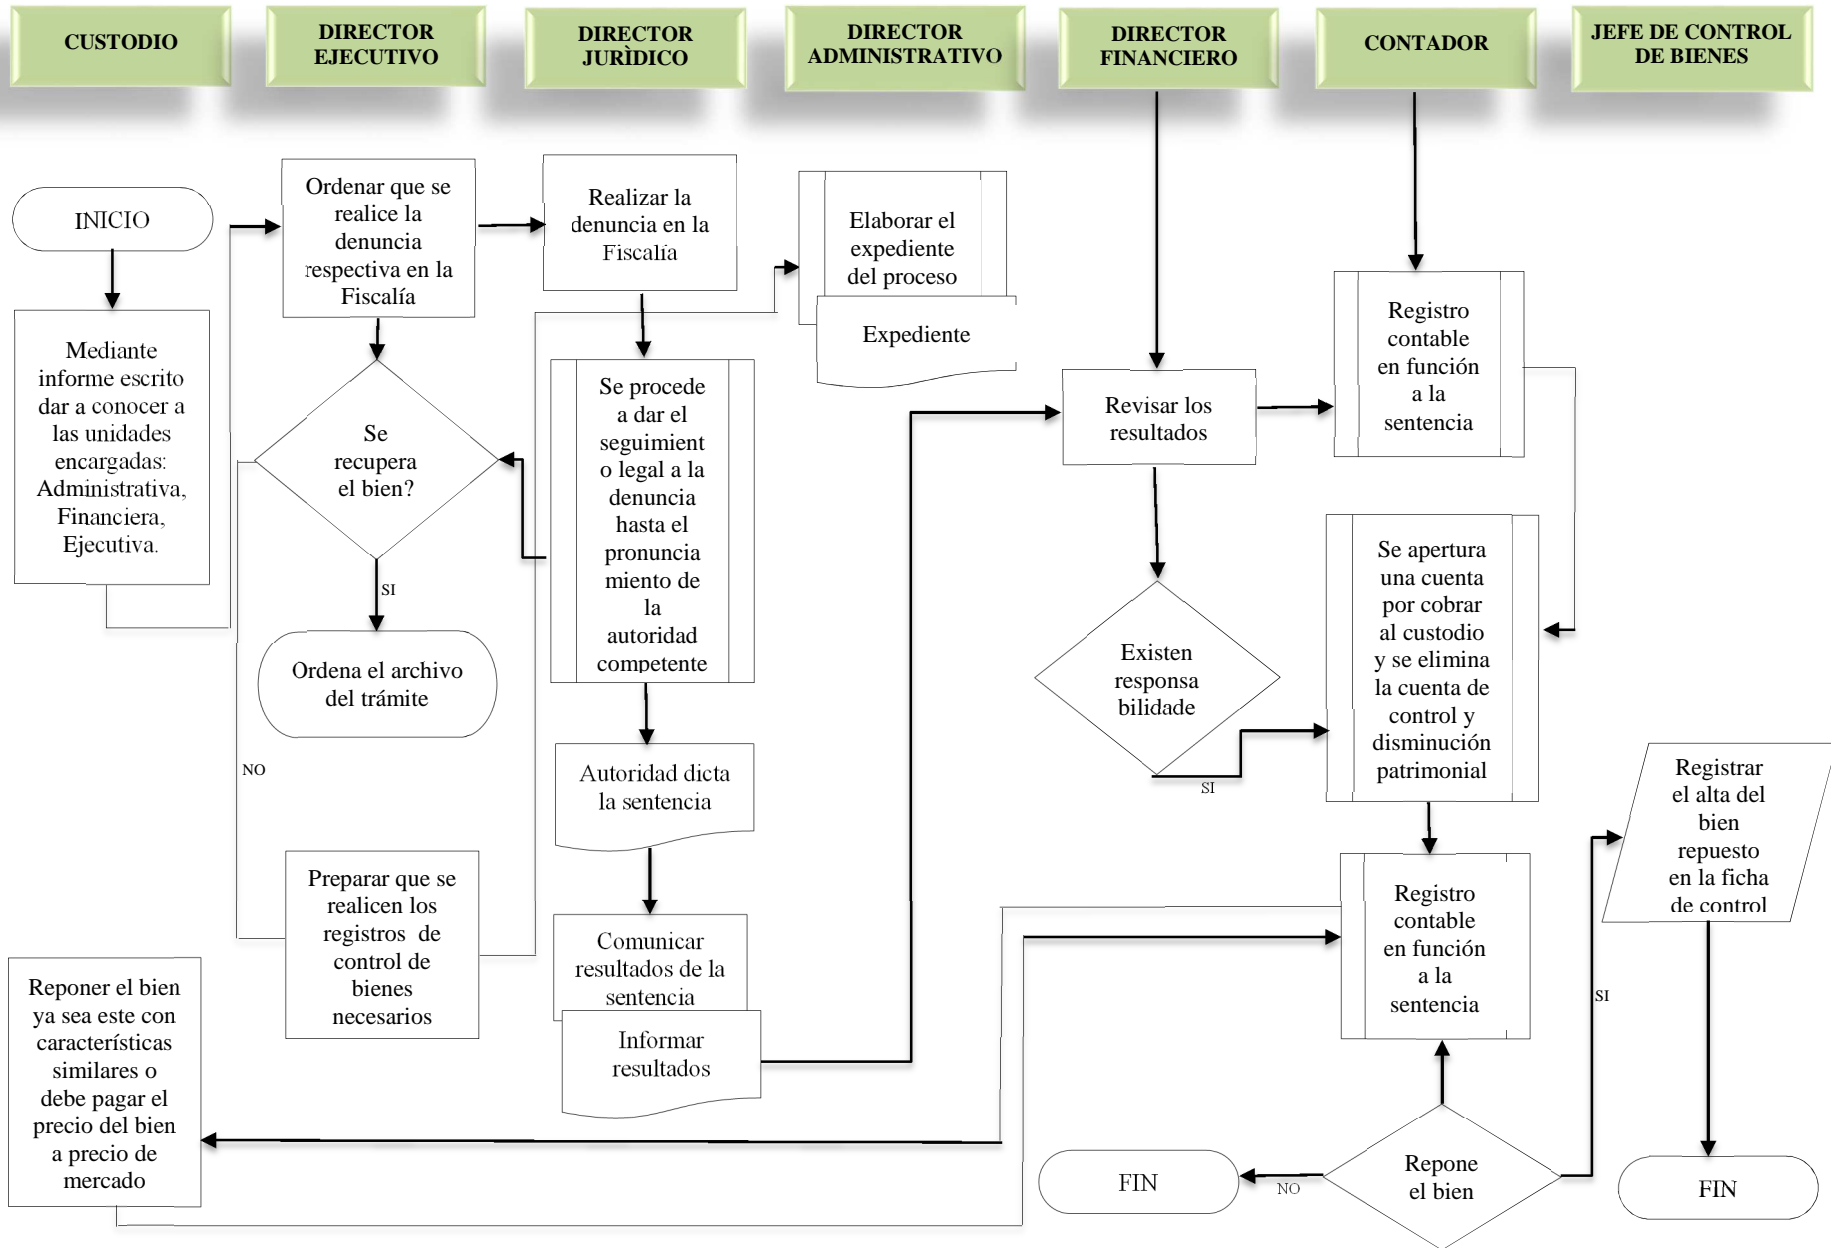 CUSTODIO
DIRECTOR
EJECUTIVO
DIRECTOR
JURÌDICO
DIRECTOR
ADMINISTRATIVO
DIRECTOR
FINANCIERO
CONTADOR
JEFE DE CONTROL
DE BIENES
INICIO
Mediante
informe escrito
dar a conocer a
las unidades
encargadas:
Administrativa,
Financiera,
Ejecutiva.
Reponer el bien
ya sea este con
características
similares o
debe pagar el
precio del bien
a precio de
mercado
Ordenar que se
realice la
denuncia
respectiva en la
Fiscalía
Se
recupera
el bien?
SI
Ordena el archivo
del trámite
NO
Preparar que se
realicen los
registros de
control de
bienes
necesarios
Realizar la
denuncia en la
Fiscalía
Se procede
a dar el
seguimient
o legal a la
denuncia
hasta el
pronuncia
miento de
la
autoridad
competente
Autoridad dicta
la sentencia
Comunicar
resultados de la
sentencia
Informar
resultados
Elaborar el
expediente
del proceso
Expediente
Revisar los
resultados
Existen
responsa
bilidade
SI
FIN
Registro
contable
en función
a la
sentencia
Se apertura
una cuenta
por cobrar
al custodio
y se elimina
la cuenta de
control y
disminución
patrimonial
Registro
contable
en función
a la
sentencia
Repone
el bien
NO
SI
Registrar
el alta del
bien
repuesto
en la ficha
de control
FIN